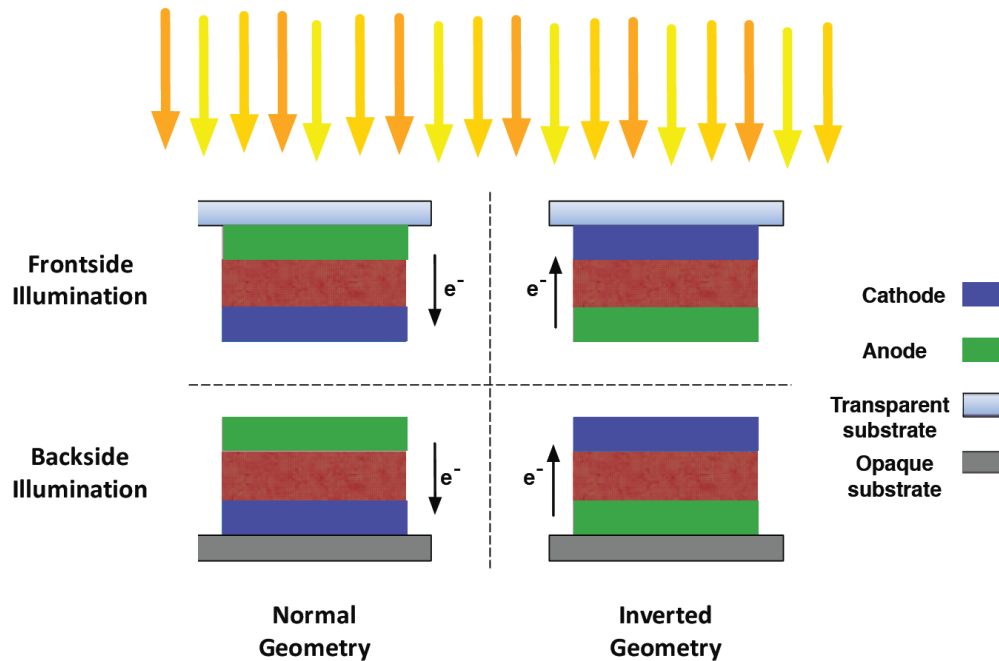 Frontside
Illumination
e-
e-
Cathode
Anode
Transparent
substrate
Opaque
substrate
Backside
Illumination
e-
e-
Normal
Geometry
Inverted
Geometry